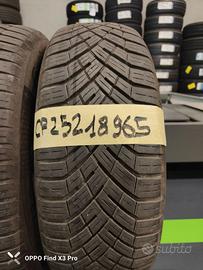 CP25218965
OPPO Find X3 Pro
subito